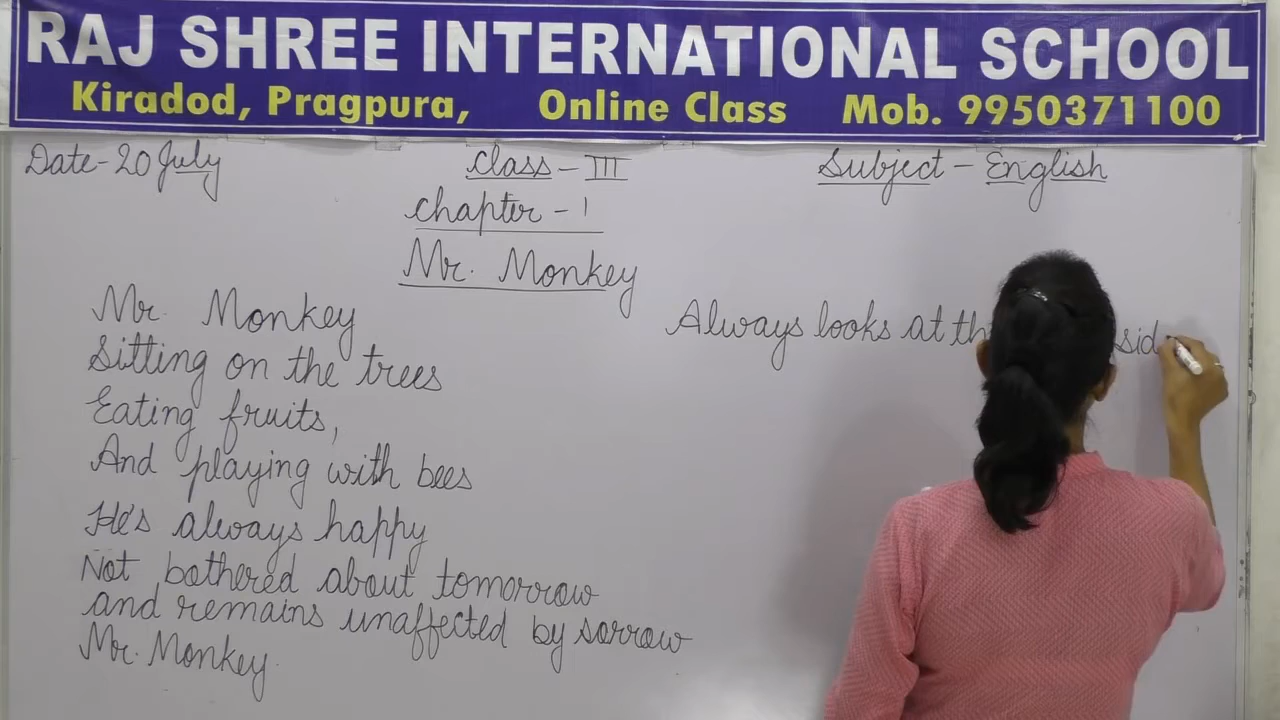 RAJ SHREE INTERNATIONAL SCHOOL
Kiradod, Pragpura, Online Class Mob. 9950371100
Date-20 July Class - III Subject - English
Chapter - 1
Mr. Monkey
Mr. Monkey
Sitting on the trees
Eating fruits,
And playing with bees
He's always happy
Not bothered about tomorrow
and remains unaffected by sorrow
Mr. Monkey.
Always looks at th sid